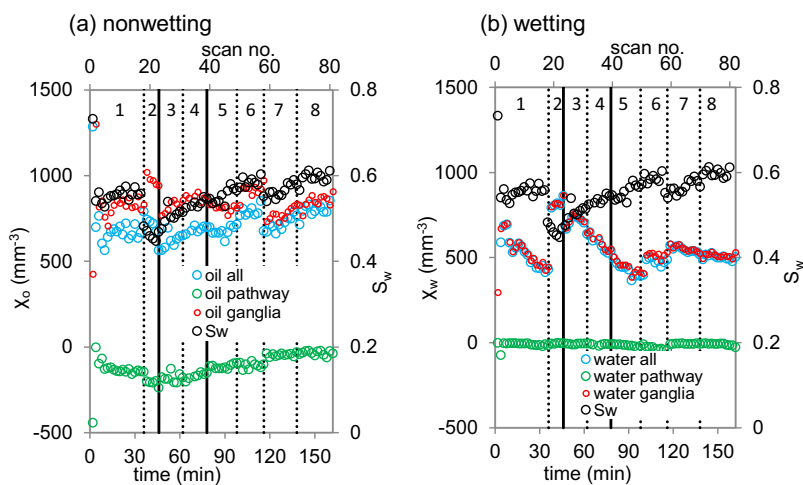 (a) nonwetting
scan no.
0 20 40 60 80
1500 1 2 3 4 5 6 7 8 0.8
1000 0.6
500 0.4
0 0.2
-500 0
χo (mm-3)
Sw
oil all
oil pathway
oil ganglia
Sw
0 30 60 90 120 150
time (min)
(b) wetting
scan no.
0 20 40 60 80
1500 1 2 3 4 5 6 7 8 0.8
1000 0.6
500 0.4
0 0.2
-500 0
χw (mm-3)
Sw
water all
water pathway
water ganglia
Sw
0 30 60 90 120 150
time (min)